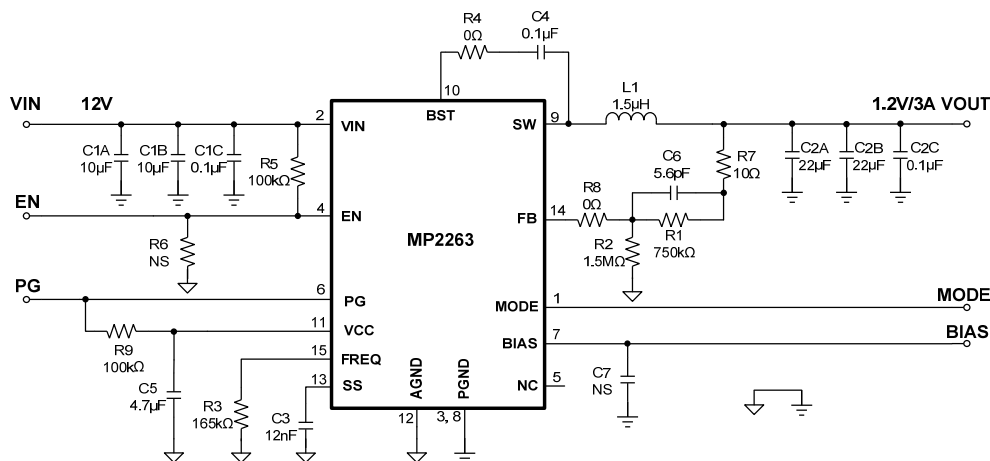 R4
0Ω
C4
0.1µF
10
BST
VIN
12V
2
VIN
SW
9
L1
1.5µH
1.2V/3A VOUT
C1A
10µF
C1B
10µF
C1C
0.1µF
R5
100kΩ
C6
5.6pF
R7
10Ω
C2A
22µF
C2B
22µF
C2C
0.1µF
EN
4
EN
MP2263
FB
14
R8
0Ω
R6
NS
R2
1.5MΩ
R1
750kΩ
PG
6
PG
MODE
1
MODE
11
VCC
BIAS
7
BIAS
R9
100kΩ
15
FREQ
C5
4.7µF
R3
165kΩ
13
SS
C3
12nF
AGND
PGND
NC
5
C7
NS
12
3, 8